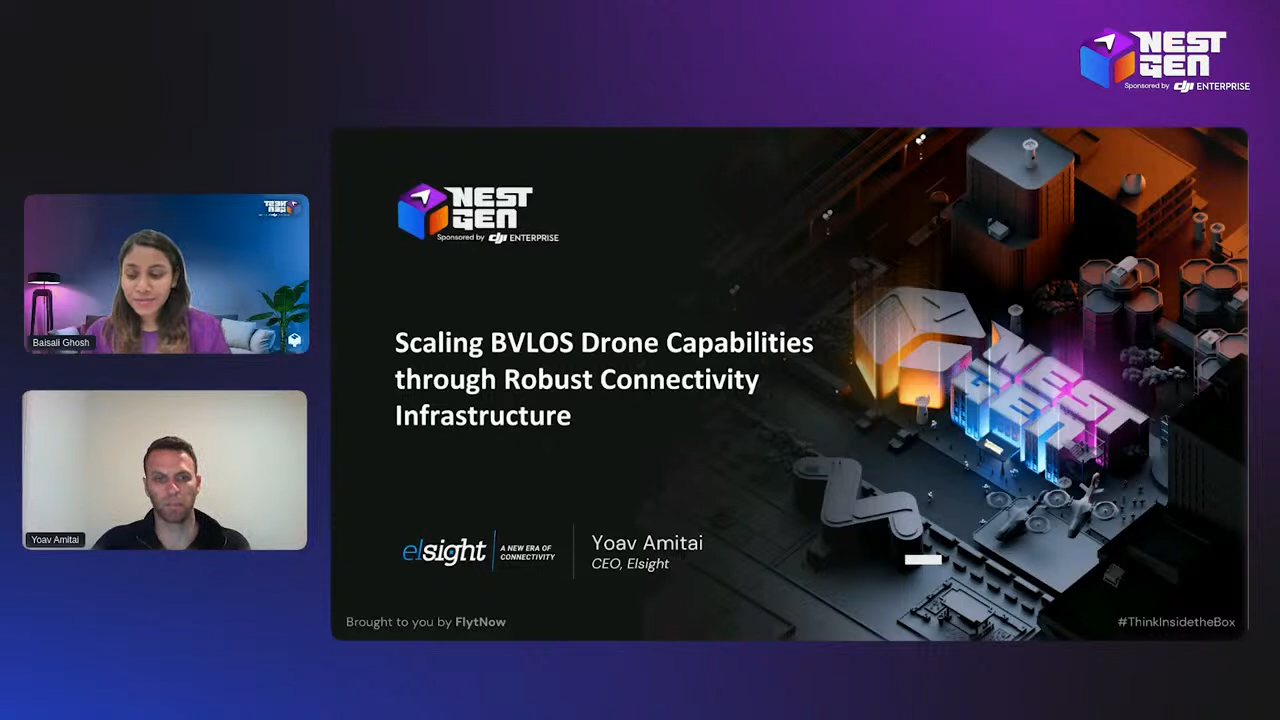 NEST
GEN
Sponsored by dji ENTERPRISE
Baisali Ghosh
Yoav Amitai
NEST
GEN
Sponsored by dji ENTERPRISE
Scaling BVLOS Drone Capabilities
through Robust Connectivity
Infrastructure
elsight
A NEW ERA OF
CONNECTIVITY
Yoav Amitai
CEO, Elsight
NEST
GEN
Brought to you by FlytNow
#ThinkInsidetheBox